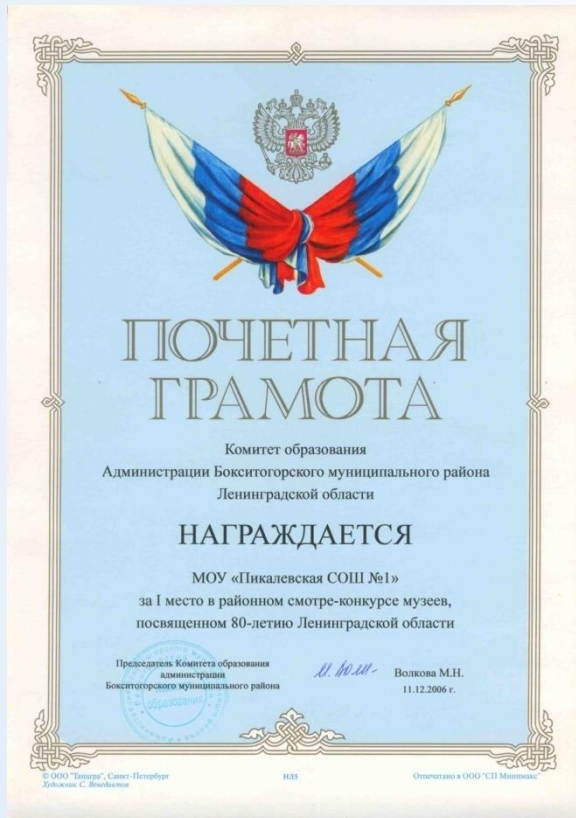 ПОЧЕТНАЯ
ГРАМОТА
Комитет образования
Администрации Бокситогорского муниципального района
Ленинградской области
НАГРАЖДАЕТСЯ
МОУ «Пикалевская СОШ №1»
за I место в районном смотре-конкурсе музеев,
посвященном 80-летию Ленинградской области
Председатель Комитета образования
администрации
Бокситогорского муниципального района
Волкова М.Н.
11.12.2006 г.
образования
© ООО "Танагра", Санкт-Петербург
Художник С. Венедиктов
Отпечатано в ООО "СП Минимакс"